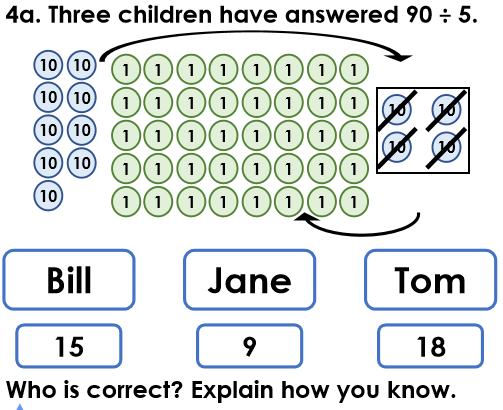 4a. Three children have answered 90 ÷ 5.
10 10 1 1 1 1 1 1 1 1
10 10 1 1 1 1 1 1 1 1 10 10
10 10 1 1 1 1 1 1 1 1 10 10
10 10 1 1 1 1 1 1 1 1
10 1 1 1 1 1 1 1 1
Bill Jane Tom
15 9 18
Who is correct? Explain how you know.